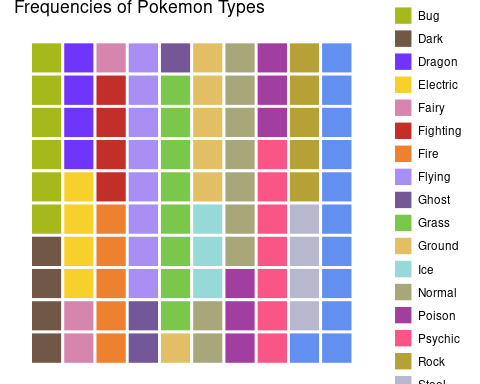 Frequencies of Pokemon Types
Bug
Dark
Dragon
Electric
Fairy
Fighting
Fire
Flying
Ghost
Grass
Ground
Ice
Normal
Poison
Psychic
Rock
Steel